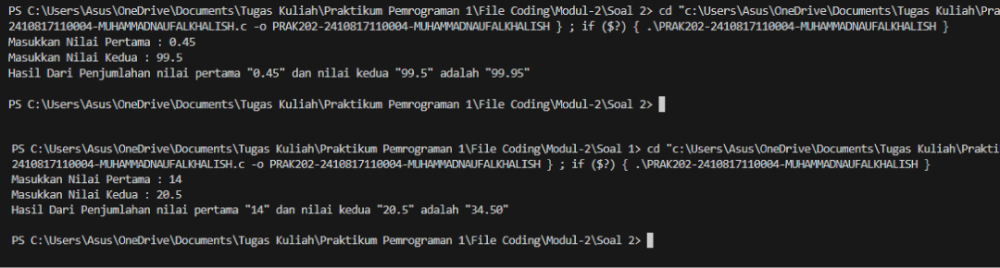 PS C:\Users\Asus\OneDrive\Documents\Tugas Kuliah\Praktikum Pemrograman 1\File Coding\Modul-2\Soal 2> cd "c:\Users\Asus\OneDrive\Documents\Tugas Kuliah\Pra
2410817110004-MUHAMMADNAUFALKHALISH.c -o PRAK202-2410817110004-MUHAMMADNAUFALKHALISH } ; if ($?) { .\PRAK202-2410817110004-MUHAMMADNAUFALKHALISH }
Masukkan Nilai Pertama : 0.45
Masukkan Nilai Kedua : 99.5
Hasil Dari Penjumlahan nilai pertama "0.45" dan nilai kedua "99.5" adalah "99.95"
PS C:\Users\Asus\OneDrive\Documents\Tugas Kuliah\Praktikum Pemrograman 1\File Coding\Modul-2\Soal 2>
PS C:\Users\Asus\OneDrive\Documents\Tugas Kuliah\Praktikum Pemrograman 1\File Coding\Modul-2\Soal 1> cd "c:\Users\Asus\OneDrive\Documents\Tugas Kuliah\Prakti
2410817110004-MUHAMMADNAUFALKHALISH.c -o PRAK202-2410817110004-MUHAMMADNAUFALKHALISH } ; if ($?) { .\PRAK202-2410817110004-MUHAMMADNAUFALKHALISH }
Masukkan Nilai Pertama : 14
Masukkan Nilai Kedua : 20.5
Hasil Dari Penjumlahan nilai pertama "14" dan nilai kedua "20.5" adalah "34.50"
PS C:\Users\Asus\OneDrive\Documents\Tugas Kuliah\Praktikum Pemrograman 1\File Coding\Modul-2\Soal 2>